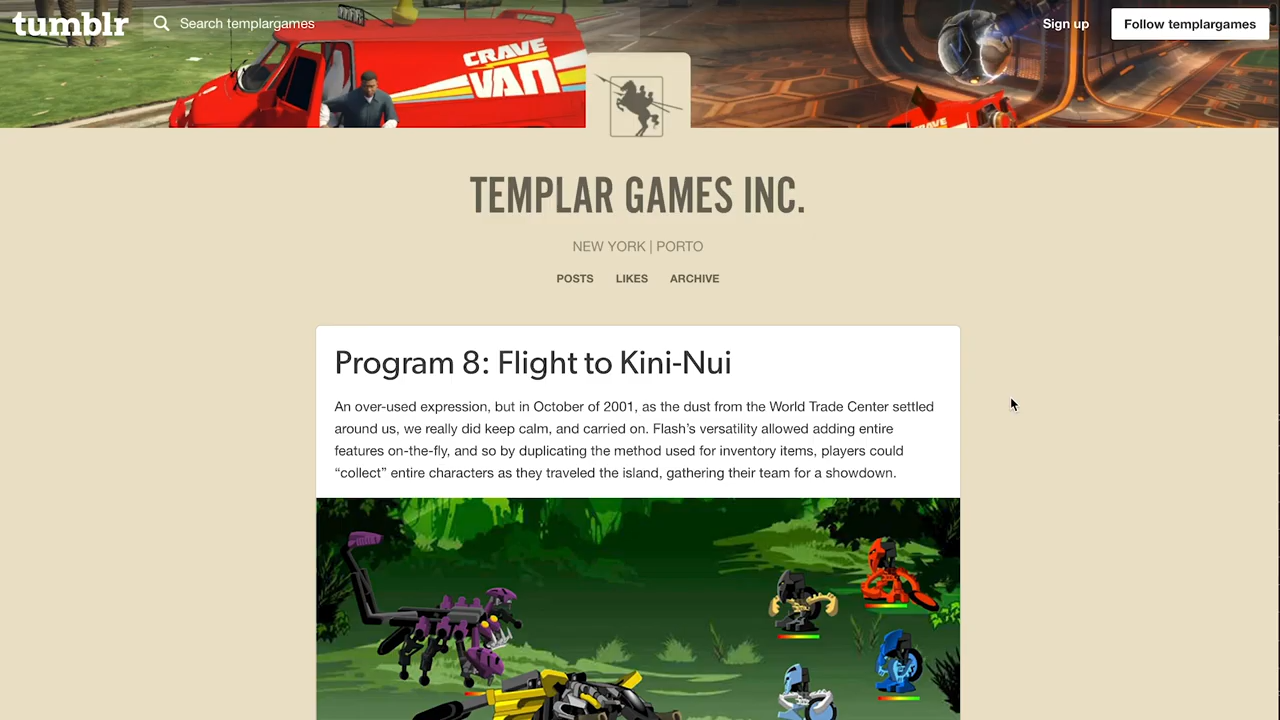 tumblr
Search templargames
Sign up
Follow templargames
CRAVE
VAN
CRAVE
TEMPLAR GAMES INC.
NEW YORK | PORTO
POSTS LIKES ARCHIVE
Program 8: Flight to Kini-Nui
An over-used expression, but in October of 2001, as the dust from the World Trade Center settled
around us, we really did keep calm, and carried on. Flash’s versatility allowed adding entire
features on-the-fly, and so by duplicating the method used for inventory items, players could
“collect” entire characters as they traveled the island, gathering their team for a showdown.